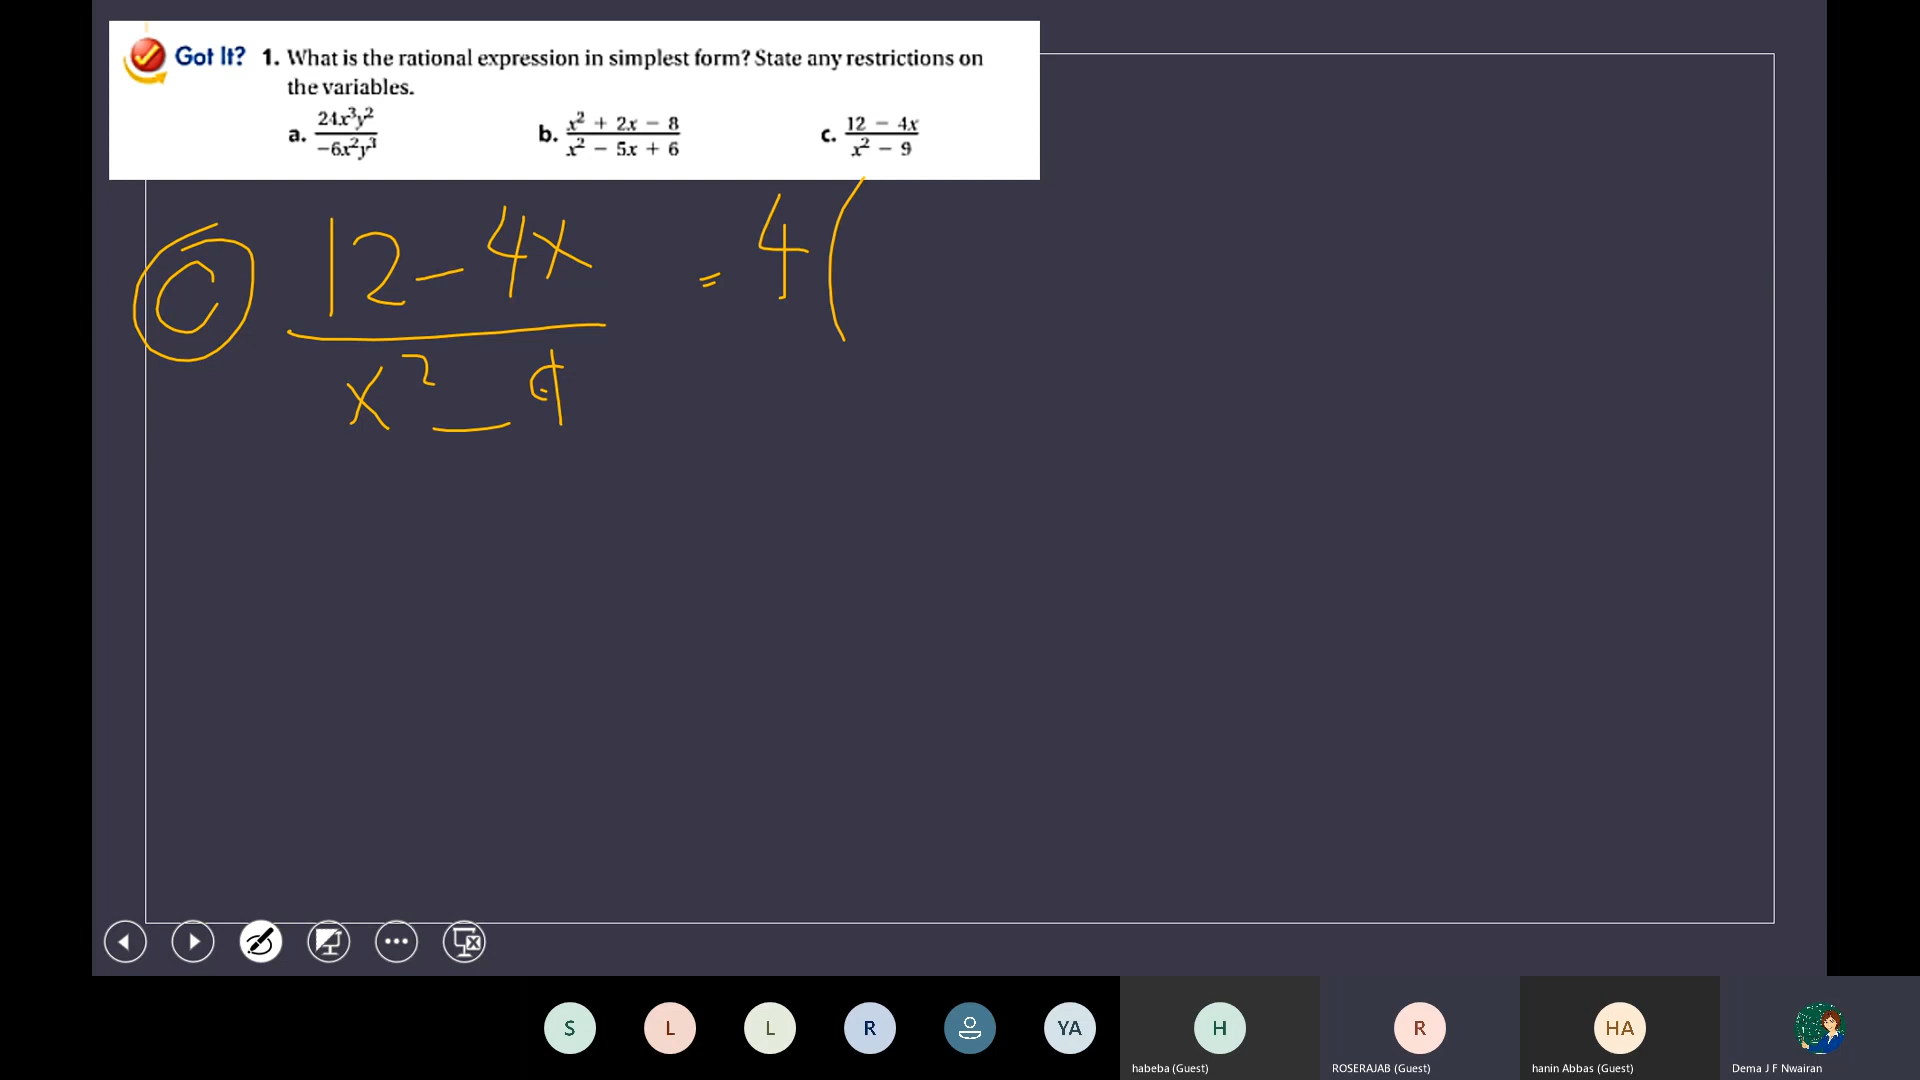 Got It? 1. What is the rational expression in simplest form? State any restrictions on
the variables.
a. 24x³y² / -6x²y³ b. x² + 2x - 8 / x² - 5x + 6 c. 12 - 4x / x² - 9
C 12 - 4x = 4(
x² - 9
S L L R YA H R HA
habeba (Guest) ROSERAJAB (Guest) hanin Abbas (Guest) Dema J F Nwairan